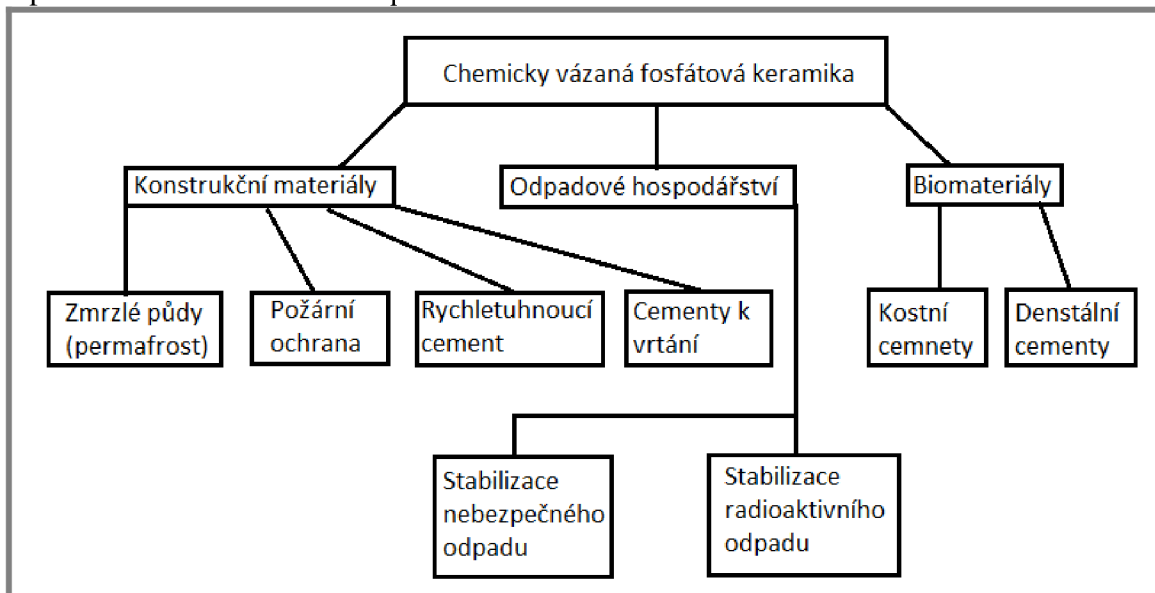 Chemicky vázaná fosfátová keramika
Konstrukční materiály
Odpadové hospodářství
Biomateriály
Zmrzlé půdy
(permafrost)
Požární
ochrana
Rychletuhnoucí
cement
Cementy k
vrtání
Kostní
cemnety
Denstální
cementy
Stabilizace
nebezpečného
odpadu
Stabilizace
radioaktivního
odpadu